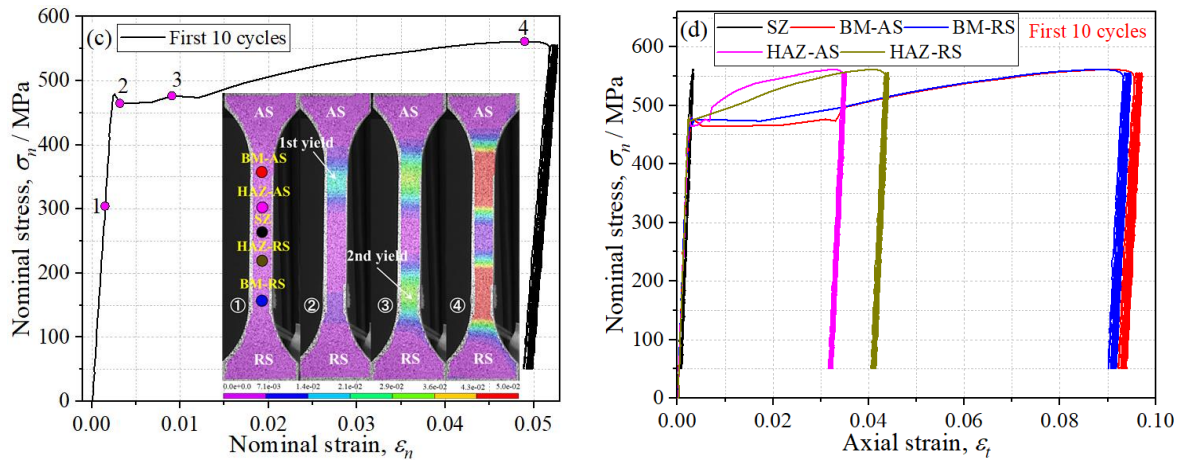 (c)
First 10 cycles
Nominal stress, σn / MPa
600
500
400
300
200
100
0
1
2
3
4
AS
AS
AS
AS
1st yield
BM-AS
HAZ-AS
SZ
HAZ-RS
BM-RS
2nd yield
①
②
③
④
RS
RS
RS
RS
0.0e+0.0
7.1e-03
1.4e-02
2.1e-02
2.9e-02
3.6e-02
4.3e-02
5.0e-02
0.00
0.01
0.02
0.03
0.04
0.05
Nominal strain, εn
(d)
SZ
BM-AS
BM-RS
HAZ-AS
HAZ-RS
First 10 cycles
Nominal stress, σn / MPa
600
500
400
300
200
100
0
0.00
0.02
0.04
0.06
0.08
0.10
Axial strain, εt